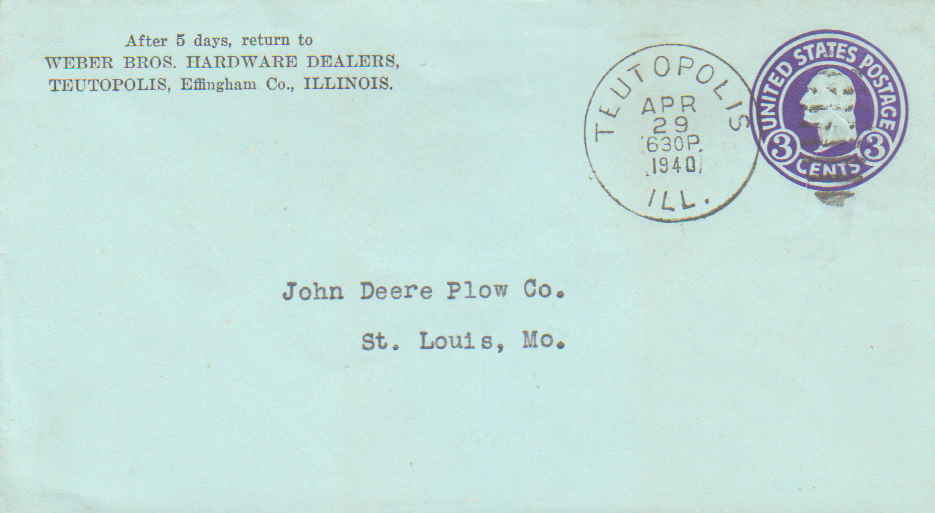 After 5 days, return to
WEBER BROS. HARDWARE DEALERS,
TEUTOPOLIS, Effingham Co., ILLINOIS.
TEUTOPOLIS
APR
29
630P.
1940
ILL.
UNITED STATES POSTAGE
3 CENTS 3
John Deere Plow Co.
St. Louis, Mo.